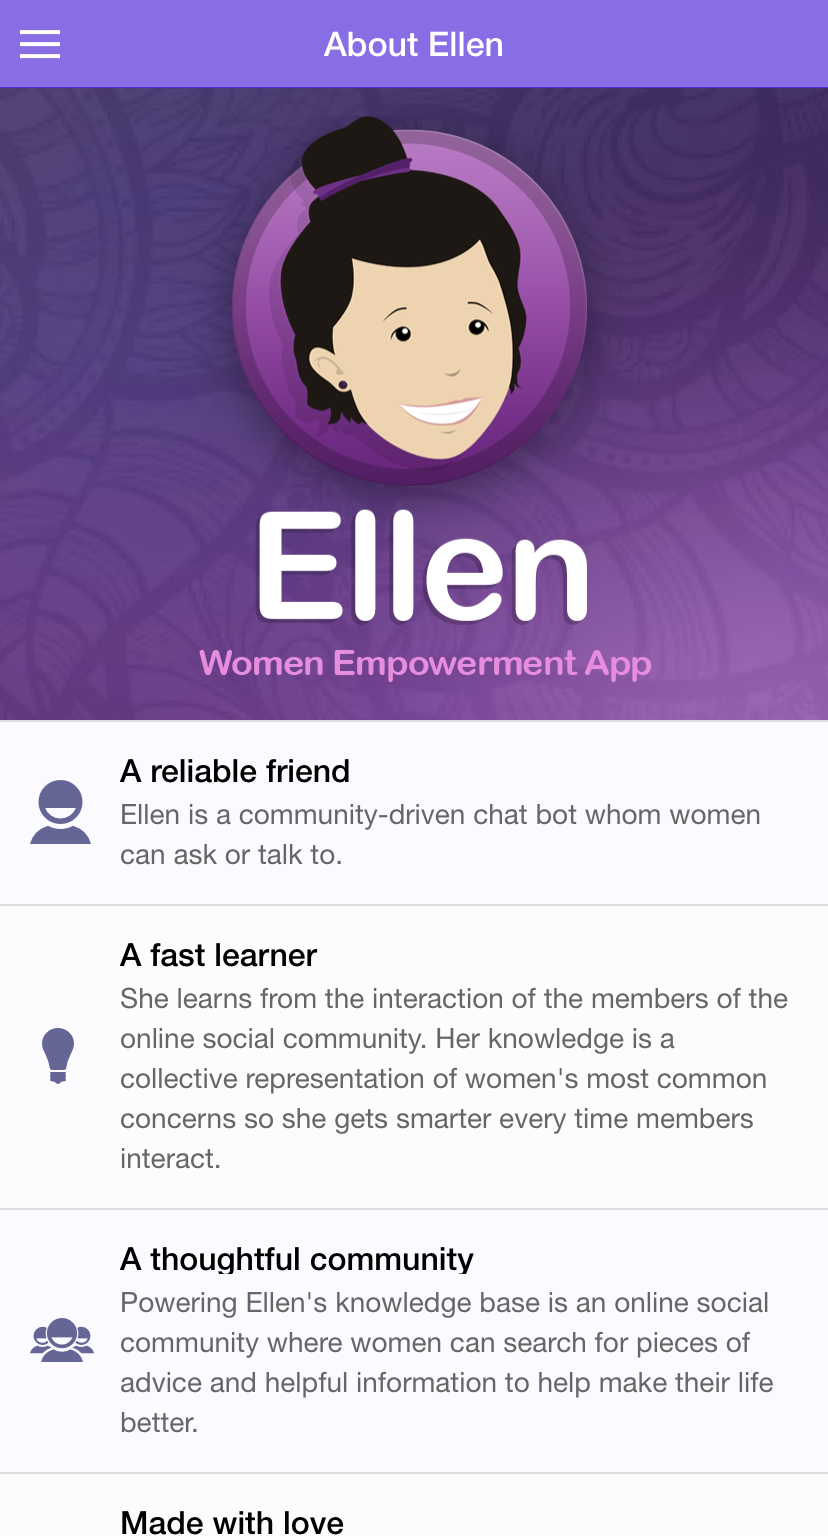 About Ellen
Ellen
Women Empowerment App
A reliable friend
Ellen is a community-driven chat bot whom women
can ask or talk to.
A fast learner
She learns from the interaction of the members of the
online social community. Her knowledge is a
collective representation of women's most common
concerns so she gets smarter every time members
interact.
A thoughtful community
Powering Ellen's knowledge base is an online social
community where women can search for pieces of
advice and helpful information to help make their life
better.
Made with love